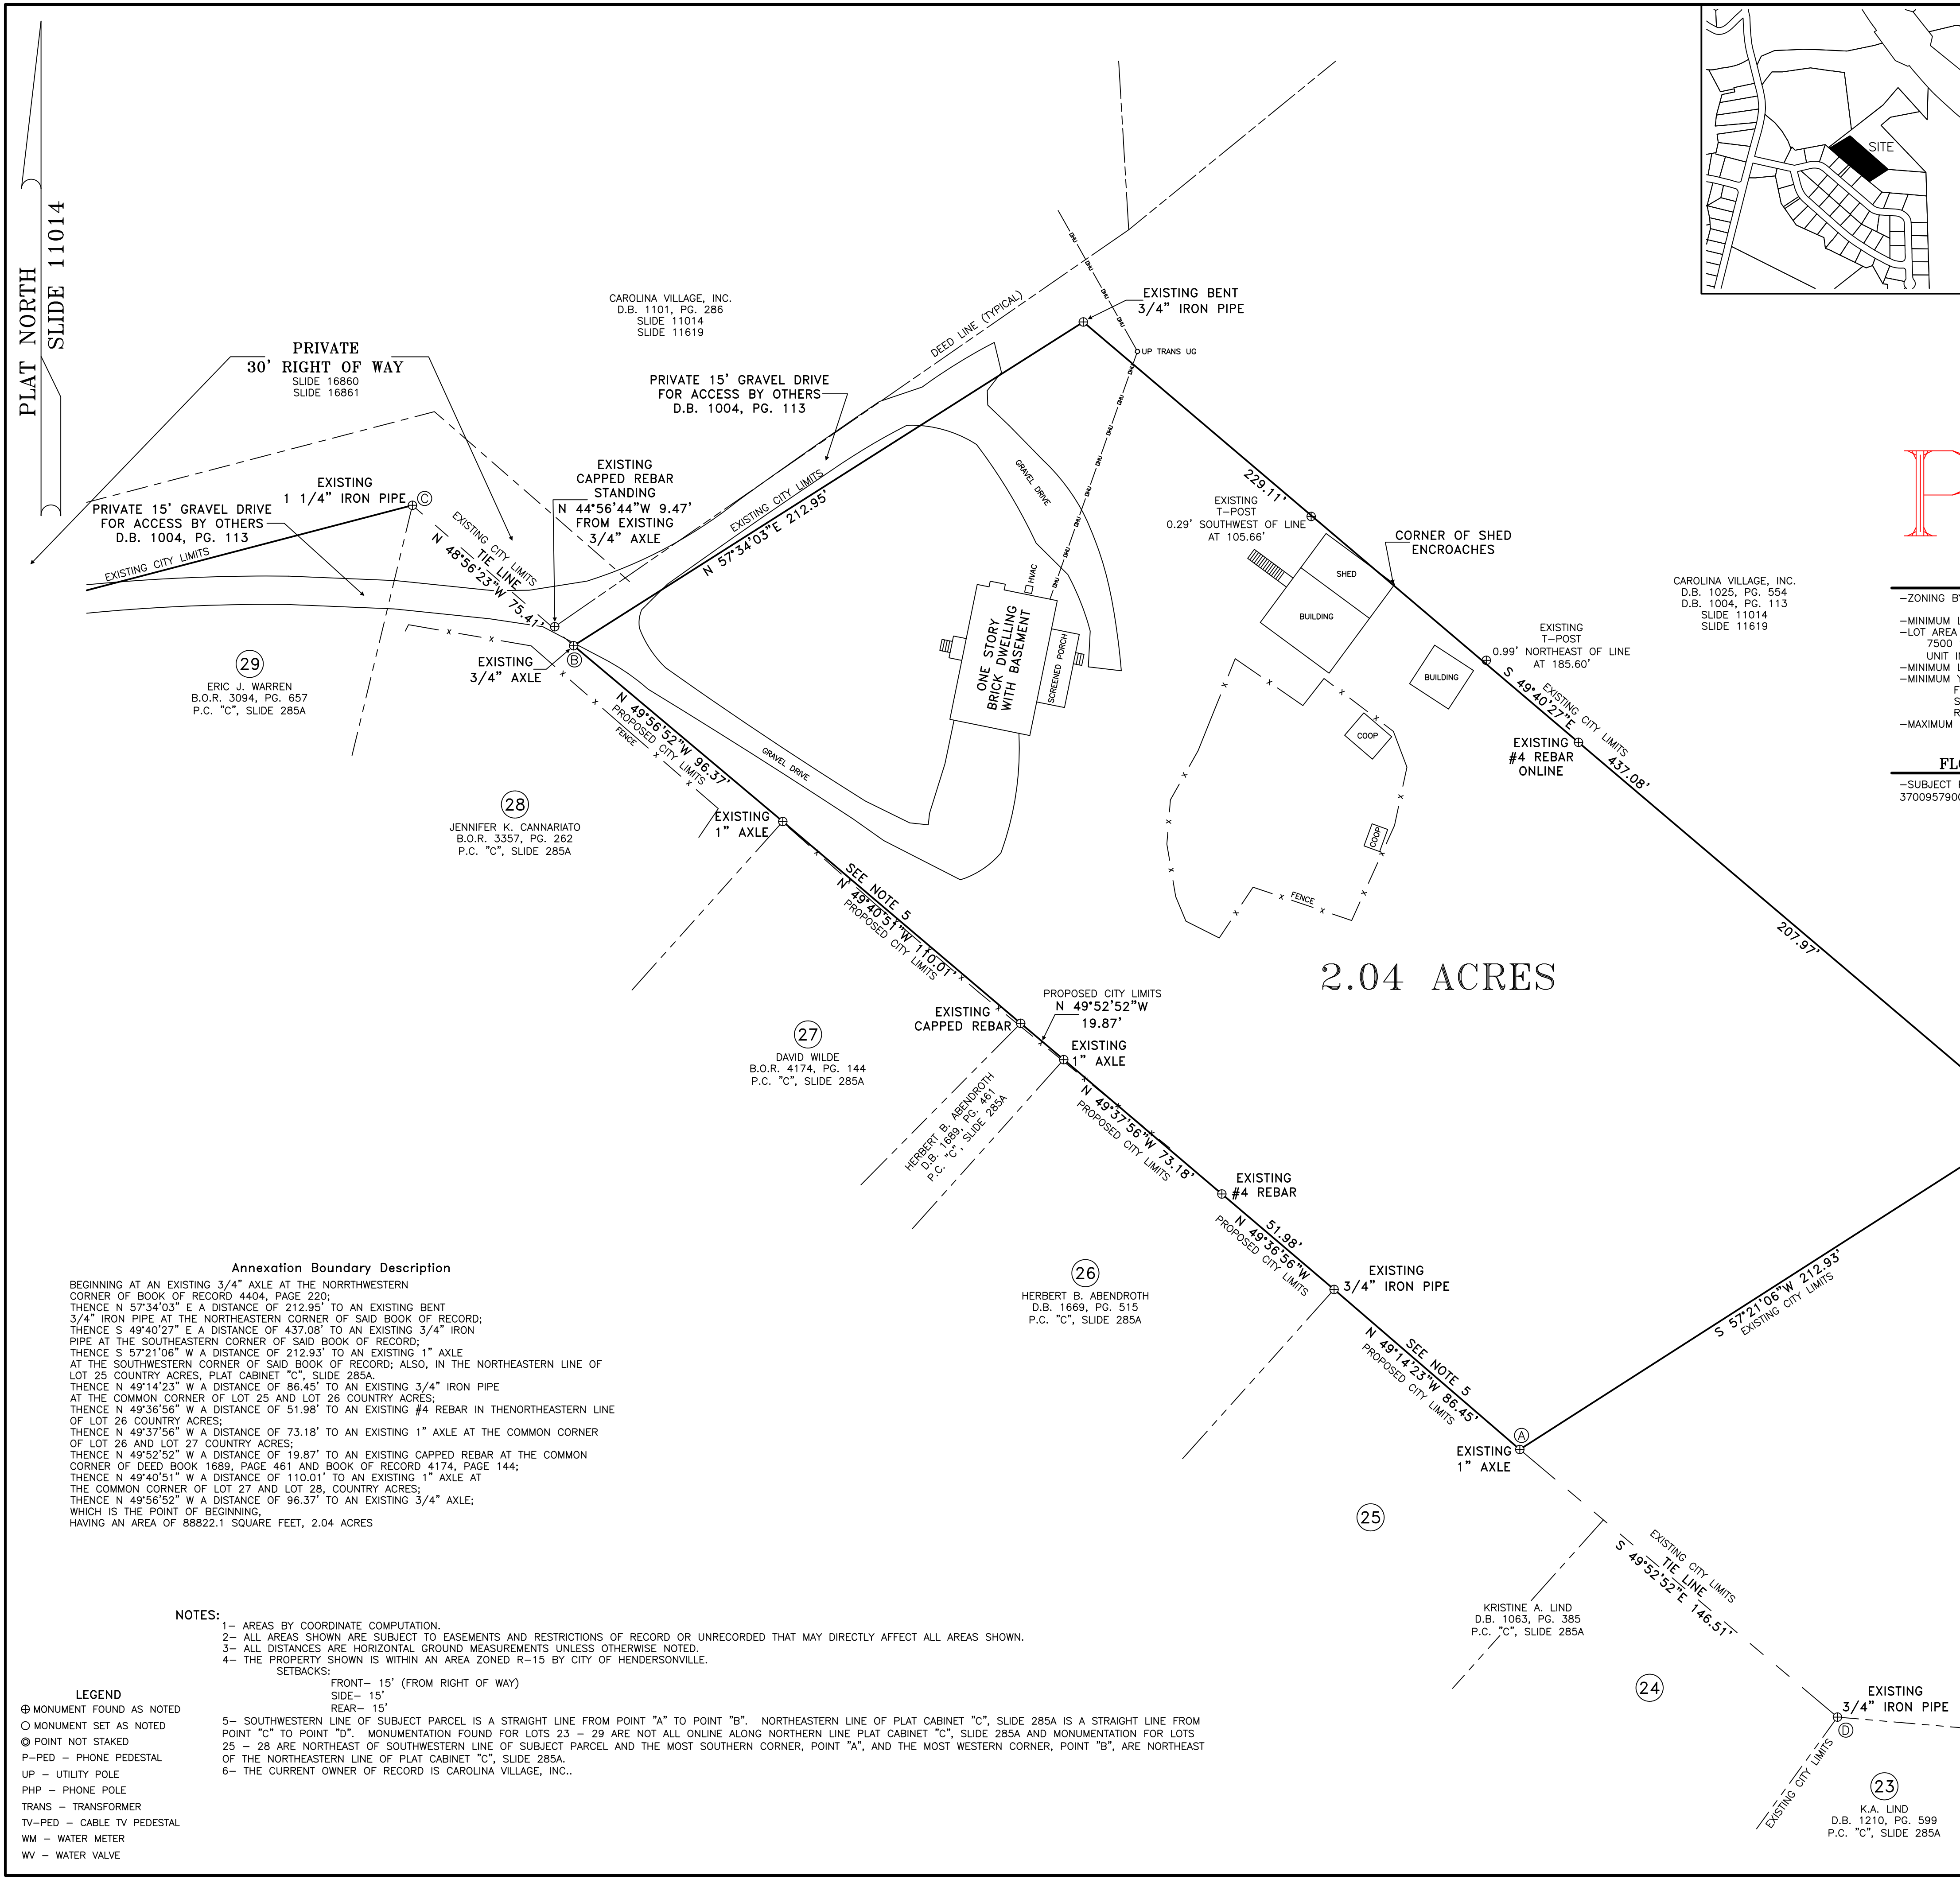 PLAT NORTH
SLIDE 11014
SITE
CAROLINA VILLAGE, INC.
D.B. 1101, PG. 286
SLIDE 11014
SLIDE 11619
PRIVATE
30' RIGHT OF WAY
SLIDE 16860
SLIDE 16861
DEED LINE (TYPICAL)
EXISTING BENT
3/4" IRON PIPE
DHU
DHU
DHU
DHU
UP TRANS UG
DHU
DHU
DHU
DHU
DHU
DHU
DHU
PRIVATE 15' GRAVEL DRIVE
FOR ACCESS BY OTHERS
D.B. 1004, PG. 113
EXISTING
1 1/4" IRON PIPE
C
PRIVATE 15' GRAVEL DRIVE
FOR ACCESS BY OTHERS
D.B. 1004, PG. 113
EXISTING CITY LIMITS
EXISTING CITY LIMITS
TIE LINE
N 48°56'23"W 75.41'
EXISTING
CAPPED REBAR
STANDING
N 44°56'44"W 9.47'
FROM EXISTING
3/4" AXLE
EXISTING CITY LIMITS
N 57°34'03"E 212.95'
GRAVEL DRIVE
229.11'
EXISTING
T-POST
0.29' SOUTHWEST OF LINE
AT 105.66'
CORNER OF SHED
ENCROACHES
SHED
BUILDING
BUILDING
HVAC
ONE STORY
BRICK DWELLING
WITH BASEMENT
SCREENED PORCH
CAROLINA VILLAGE, INC.
D.B. 1025, PG. 554
D.B. 1004, PG. 113
SLIDE 11014
SLIDE 11619
EXISTING
T-POST
0.99' NORTHEAST OF LINE
AT 185.60'
P
-ZONING B
-MINIMUM L
-LOT AREA
7500
UNIT I
-MINIMUM L
-MINIMUM Y
F
S
R
-MAXIMUM
FL
-SUBJECT
370095790
S 49°40'27"E
EXISTING CITY LIMITS
437.08'
EXISTING
#4 REBAR
ONLINE
207.97'
COOP
COOP
FENCE
2.04 ACRES
29
ERIC J. WARREN
B.O.R. 3094, PG. 657
P.C. "C", SLIDE 285A
EXISTING
3/4" AXLE
B
N 49°56'52"W 96.37'
PROPOSED CITY LIMITS
FENCE
GRAVEL DRIVE
28
JENNIFER K. CANNARIATO
B.O.R. 3357, PG. 262
P.C. "C", SLIDE 285A
EXISTING
1" AXLE
SEE NOTE 5
N 49°40'51"W 110.01'
PROPOSED CITY LIMITS
27
DAVID WILDE
B.O.R. 4174, PG. 144
P.C. "C", SLIDE 285A
EXISTING
CAPPED REBAR
PROPOSED CITY LIMITS
N 49°52'52"W
19.87'
EXISTING
1" AXLE
HERBERT B. ABENDROTH
D.B. 1689, PG. 461
P.C. "C", SLIDE 285A
N 49°37'56"W 73.18'
PROPOSED CITY LIMITS
EXISTING
#4 REBAR
51.98'
N 49°36'56"W
PROPOSED CITY LIMITS
EXISTING
3/4" IRON PIPE
26
HERBERT B. ABENDROTH
D.B. 1669, PG. 515
P.C. "C", SLIDE 285A
SEE NOTE 5
N 49°14'23"W 86.45'
PROPOSED CITY LIMITS
S 57°21'06"W 212.93'
EXISTING CITY LIMITS
A
EXISTING
1" AXLE
25
EXISTING CITY LIMITS
TIE LINE
S 49°52'52"E 146.51'
KRISTINE A. LIND
D.B. 1063, PG. 385
P.C. "C", SLIDE 285A
24
EXISTING
3/4" IRON PIPE
D
EXISTING CITY LIMITS
23
K.A. LIND
D.B. 1210, PG. 599
P.C. "C", SLIDE 285A
Annexation Boundary Description
BEGINNING AT AN EXISTING 3/4" AXLE AT THE NORRTHWESTERN
CORNER OF BOOK OF RECORD 4404, PAGE 220;
THENCE N 57°34'03" E A DISTANCE OF 212.95' TO AN EXISTING BENT
3/4" IRON PIPE AT THE NORTHEASTERN CORNER OF SAID BOOK OF RECORD;
THENCE S 49°40'27" E A DISTANCE OF 437.08' TO AN EXISTING 3/4" IRON
PIPE AT THE SOUTHEASTERN CORNER OF SAID BOOK OF RECORD;
THENCE S 57°21'06" W A DISTANCE OF 212.93' TO AN EXISTING 1" AXLE
AT THE SOUTHWESTERN CORNER OF SAID BOOK OF RECORD; ALSO, IN THE NORTHEASTERN LINE OF
LOT 25 COUNTRY ACRES, PLAT CABINET "C", SLIDE 285A.
THENCE N 49°14'23" W A DISTANCE OF 86.45' TO AN EXISTING 3/4" IRON PIPE
AT THE COMMON CORNER OF LOT 25 AND LOT 26 COUNTRY ACRES;
THENCE N 49°36'56" W A DISTANCE OF 51.98' TO AN EXISTING #4 REBAR IN THENORTHEASTERN LINE
OF LOT 26 COUNTRY ACRES;
THENCE N 49°37'56" W A DISTANCE OF 73.18' TO AN EXISTING 1" AXLE AT THE COMMON CORNER
OF LOT 26 AND LOT 27 COUNTRY ACRES;
THENCE N 49°52'52" W A DISTANCE OF 19.87' TO AN EXISTING CAPPED REBAR AT THE COMMON
CORNER OF DEED BOOK 1689, PAGE 461 AND BOOK OF RECORD 4174, PAGE 144;
THENCE N 49°40'51" W A DISTANCE OF 110.01' TO AN EXISTING 1" AXLE AT
THE COMMON CORNER OF LOT 27 AND LOT 28, COUNTRY ACRES;
THENCE N 49°56'52" W A DISTANCE OF 96.37' TO AN EXISTING 3/4" AXLE;
WHICH IS THE POINT OF BEGINNING,
HAVING AN AREA OF 88822.1 SQUARE FEET, 2.04 ACRES
NOTES:
1- AREAS BY COORDINATE COMPUTATION.
2- ALL AREAS SHOWN ARE SUBJECT TO EASEMENTS AND RESTRICTIONS OF RECORD OR UNRECORDED THAT MAY DIRECTLY AFFECT ALL AREAS SHOWN.
3- ALL DISTANCES ARE HORIZONTAL GROUND MEASUREMENTS UNLESS OTHERWISE NOTED.
4- THE PROPERTY SHOWN IS WITHIN AN AREA ZONED R-15 BY CITY OF HENDERSONVILLE.
SETBACKS:
FRONT- 15' (FROM RIGHT OF WAY)
SIDE- 15'
REAR- 15'
5- SOUTHWESTERN LINE OF SUBJECT PARCEL IS A STRAIGHT LINE FROM POINT "A" TO POINT "B". NORTHEASTERN LINE OF PLAT CABINET "C", SLIDE 285A IS A STRAIGHT LINE FROM
POINT "C" TO POINT "D". MONUMENTATION FOUND FOR LOTS 23 - 29 ARE NOT ALL ONLINE ALONG NORTHERN LINE PLAT CABINET "C", SLIDE 285A AND MONUMENTATION FOR LOTS
25 - 28 ARE NORTHEAST OF SOUTHWESTERN LINE OF SUBJECT PARCEL AND THE MOST SOUTHERN CORNER, POINT "A", AND THE MOST WESTERN CORNER, POINT "B", ARE NORTHEAST
OF THE NORTHEASTERN LINE OF PLAT CABINET "C", SLIDE 285A.
6- THE CURRENT OWNER OF RECORD IS CAROLINA VILLAGE, INC..
LEGEND
MONUMENT FOUND AS NOTED
MONUMENT SET AS NOTED
POINT NOT STAKED
P-PED - PHONE PEDESTAL
UP - UTILITY POLE
PHP - PHONE POLE
TRANS - TRANSFORMER
TV-PED - CABLE TV PEDESTAL
WM - WATER METER
WV - WATER VALVE